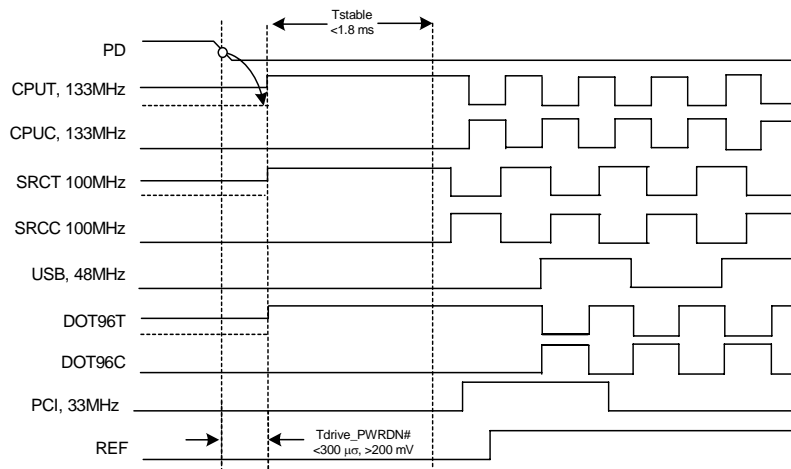 Tstable
<1.8 ms
PD
CPUT, 133MHz
CPUC, 133MHz
SRCT 100MHz
SRCC 100MHz
USB, 48MHz
DOT96T
DOT96C
PCI, 33MHz
REF
Tdrive_PWRDN#
<300 μσ, >200 mV